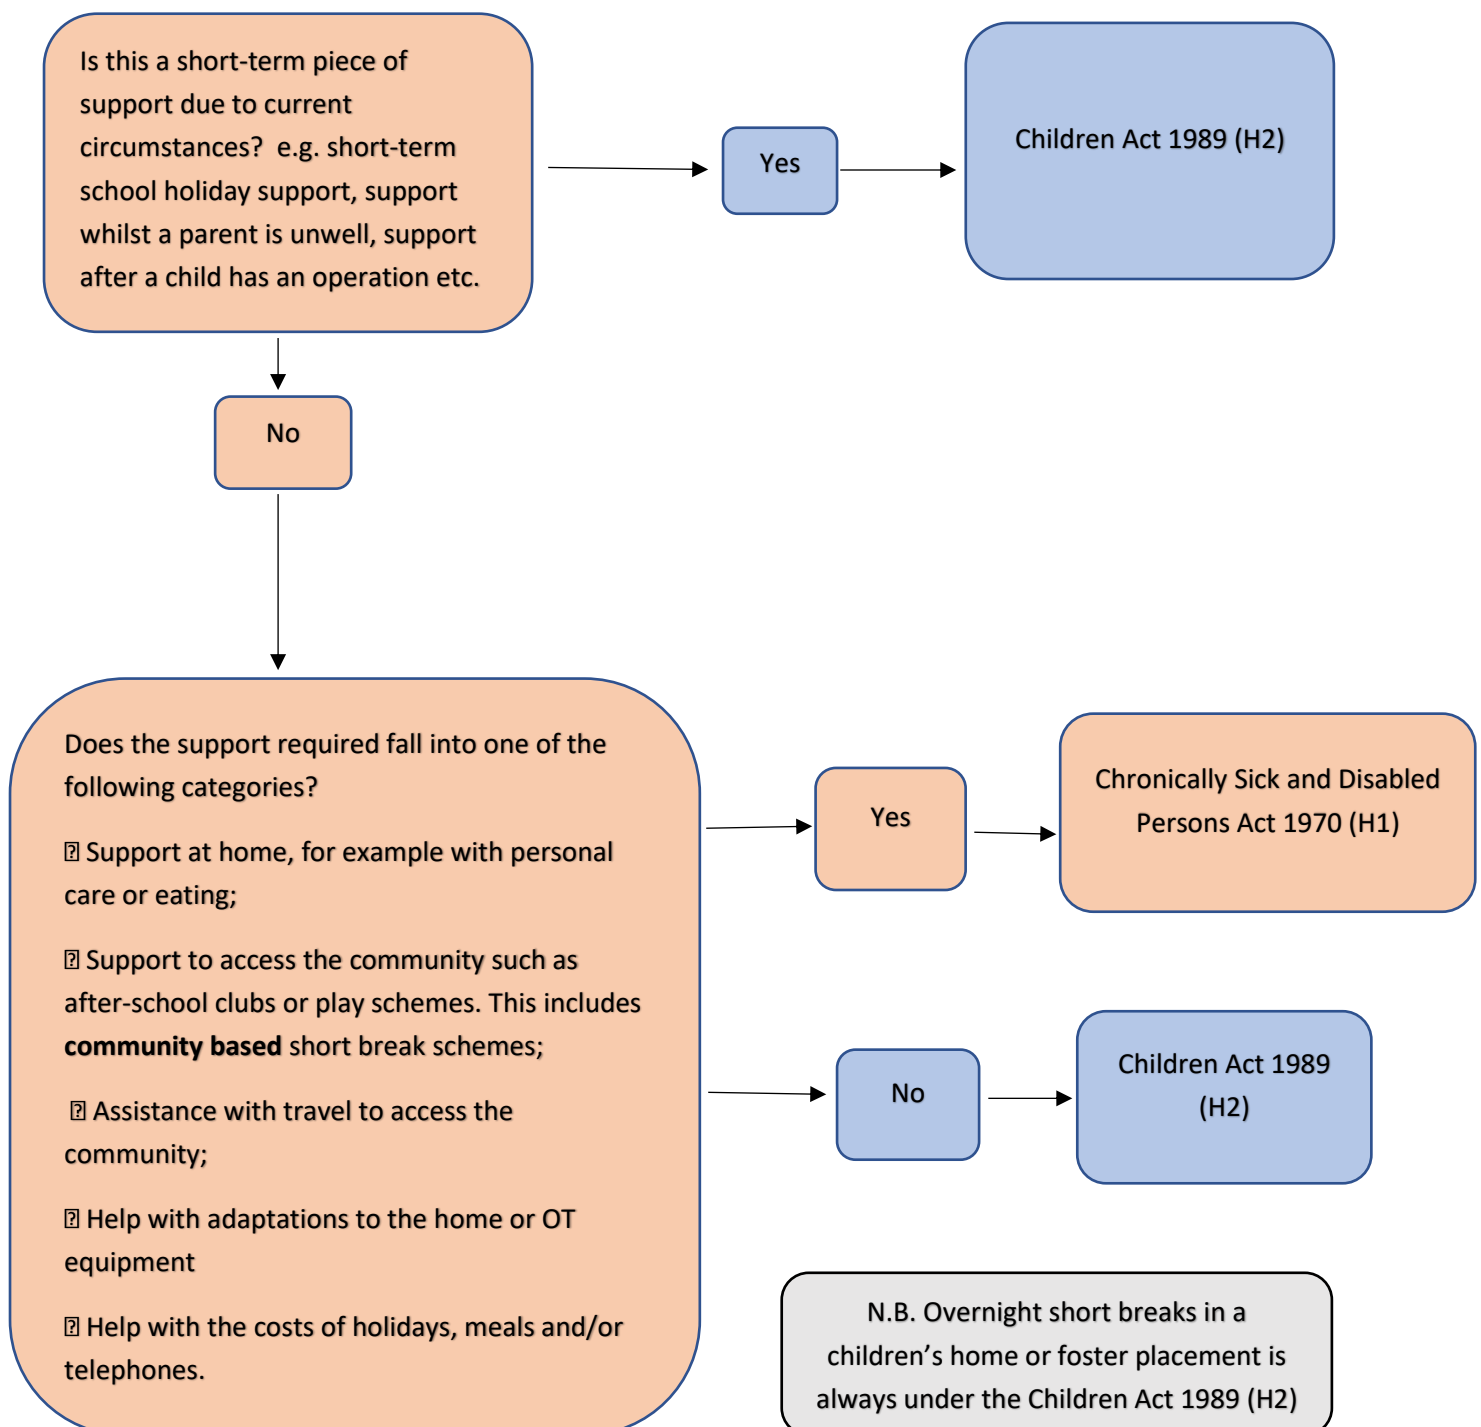 Is this a short-term piece of
support due to current
circumstances? e.g. short-term
school holiday support, support
whilst a parent is unwell, support
after a child has an operation etc.
Yes
Children Act 1989 (H2)
No
Does the support required fall into one of the
following categories?
⍰ Support at home, for example with personal
care or eating;
⍰ Support to access the community such as
after-school clubs or play schemes. This includes
community based short break schemes;
⍰ Assistance with travel to access the
community;
⍰ Help with adaptations to the home or OT
equipment
⍰ Help with the costs of holidays, meals and/or
telephones.
Yes
Chronically Sick and Disabled
Persons Act 1970 (H1)
No
Children Act 1989
(H2)
N.B. Overnight short breaks in a
children’s home or foster placement is
always under the Children Act 1989 (H2)